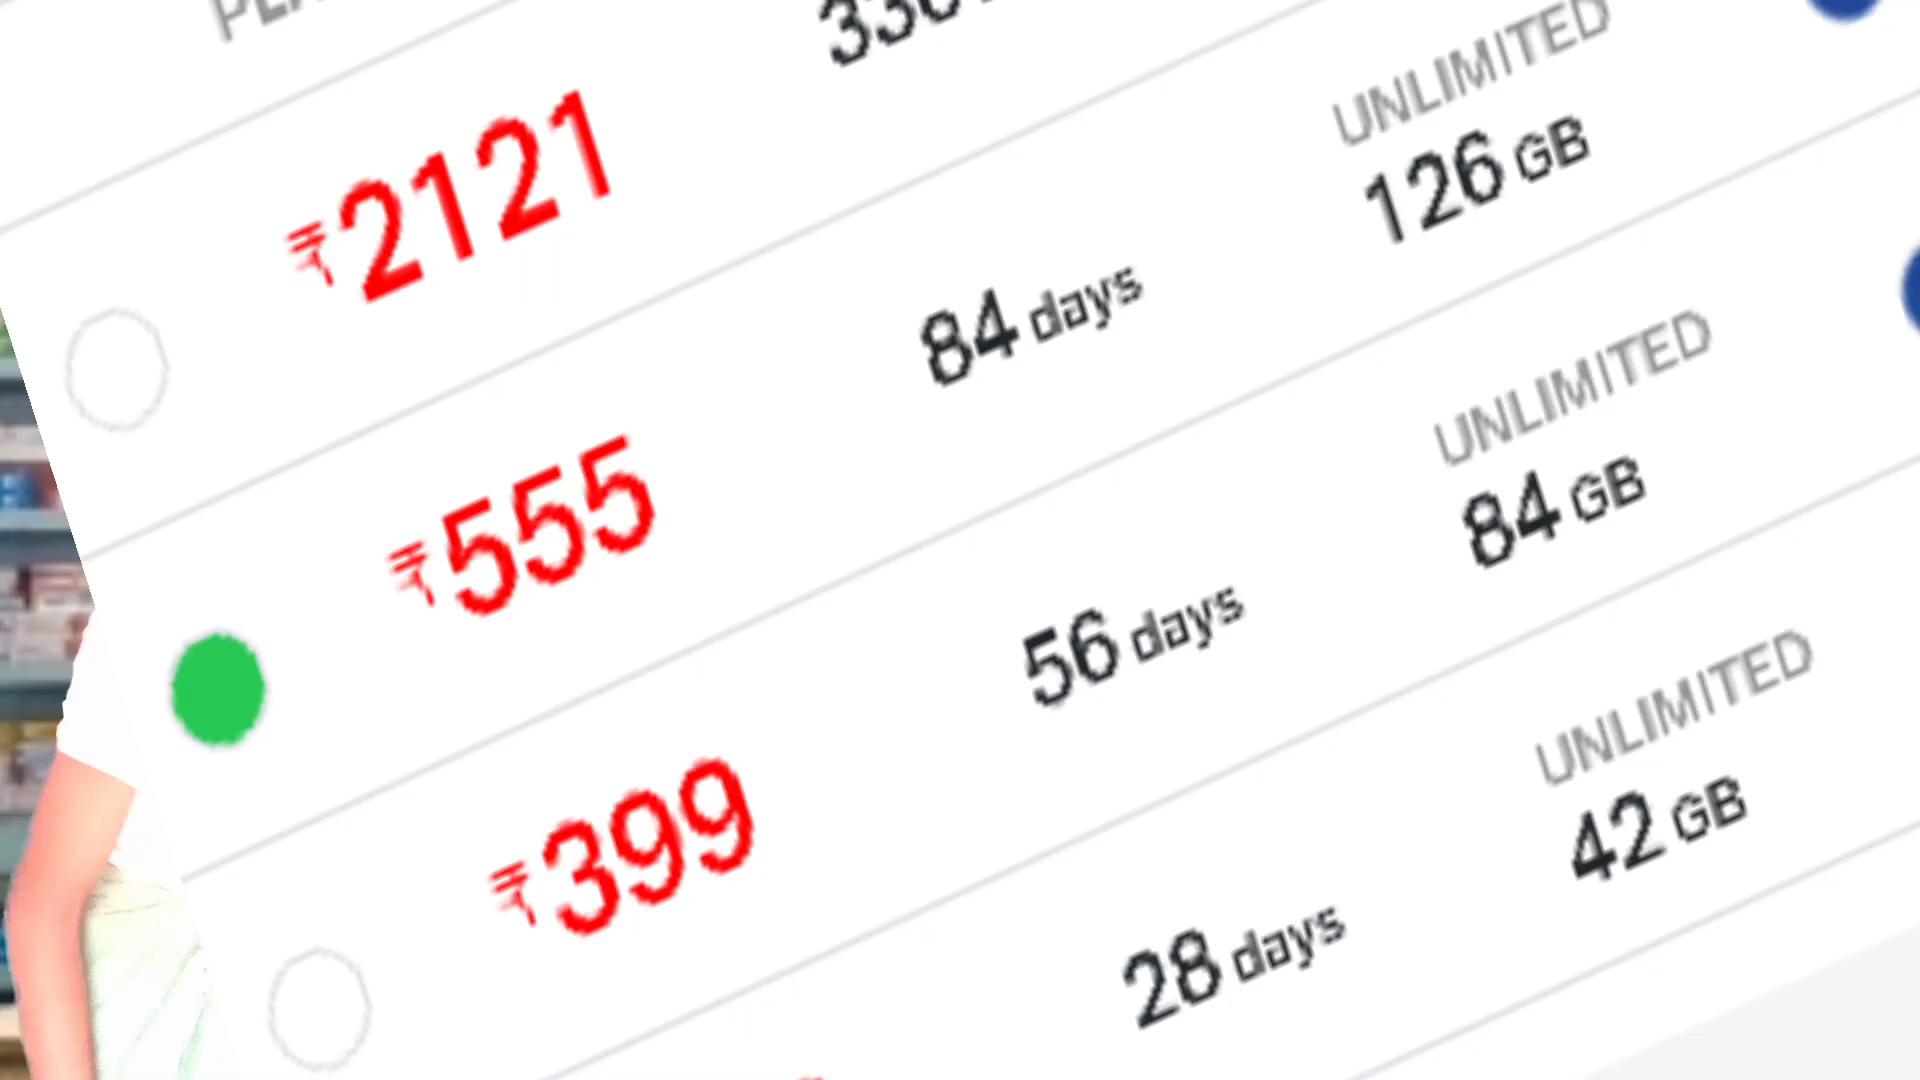 ₹2121
UNLIMITED
₹555 84 days 126 GB
UNLIMITED
₹399 56 days 84 GB
UNLIMITED
28 days 42 GB